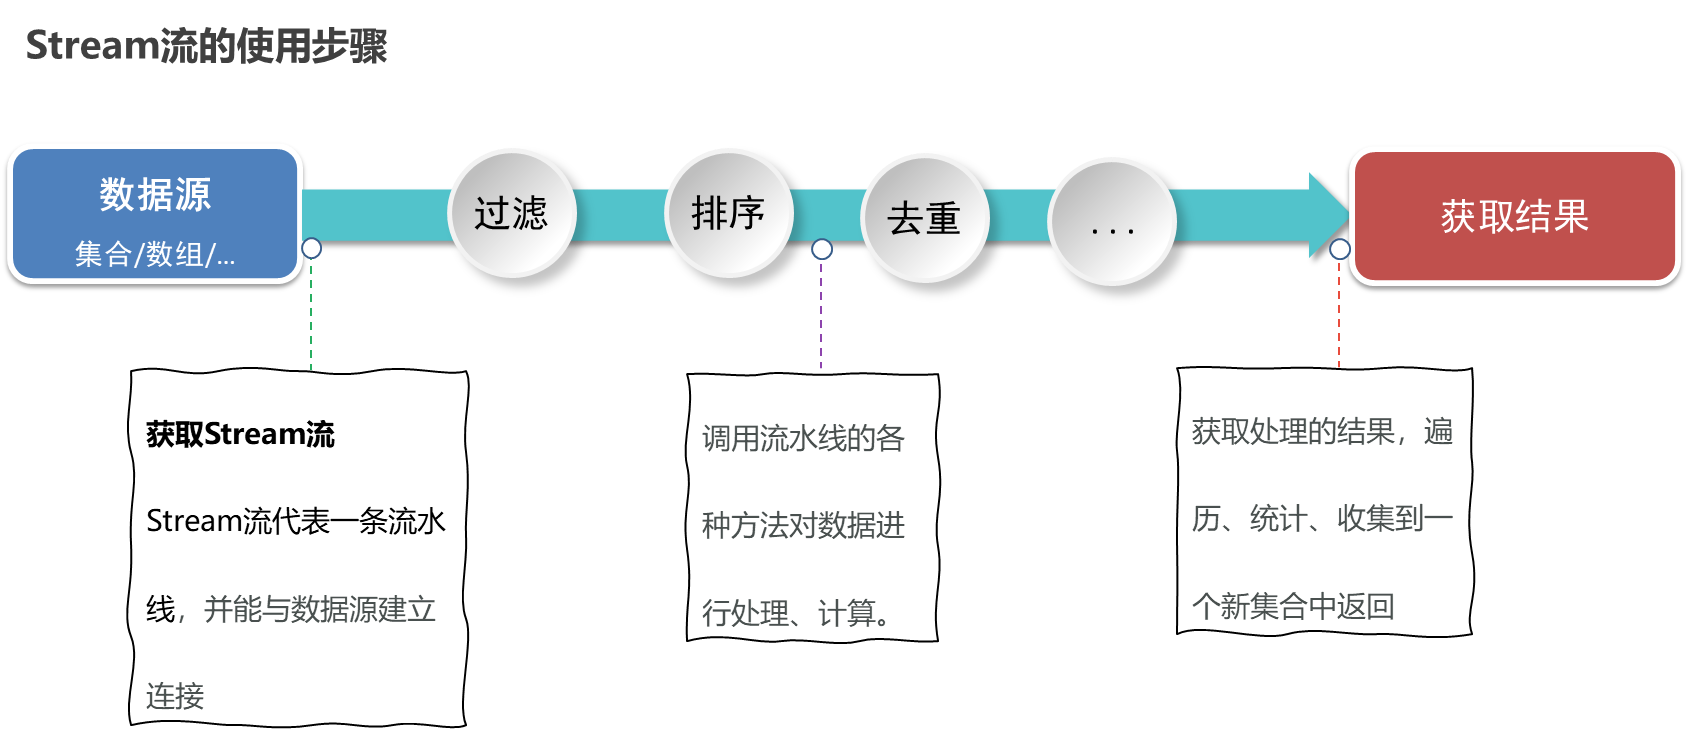 Stream流的使用步骤
数据源
集合/数组/...
过滤
排序
去重
...
获取结果
获取Stream流
Stream流代表一条流水
线，并能与数据源建立
连接
调用流水线的各
种方法对数据进
行处理、计算。
获取处理的结果，遍
历、统计、收集到一
个新集合中返回